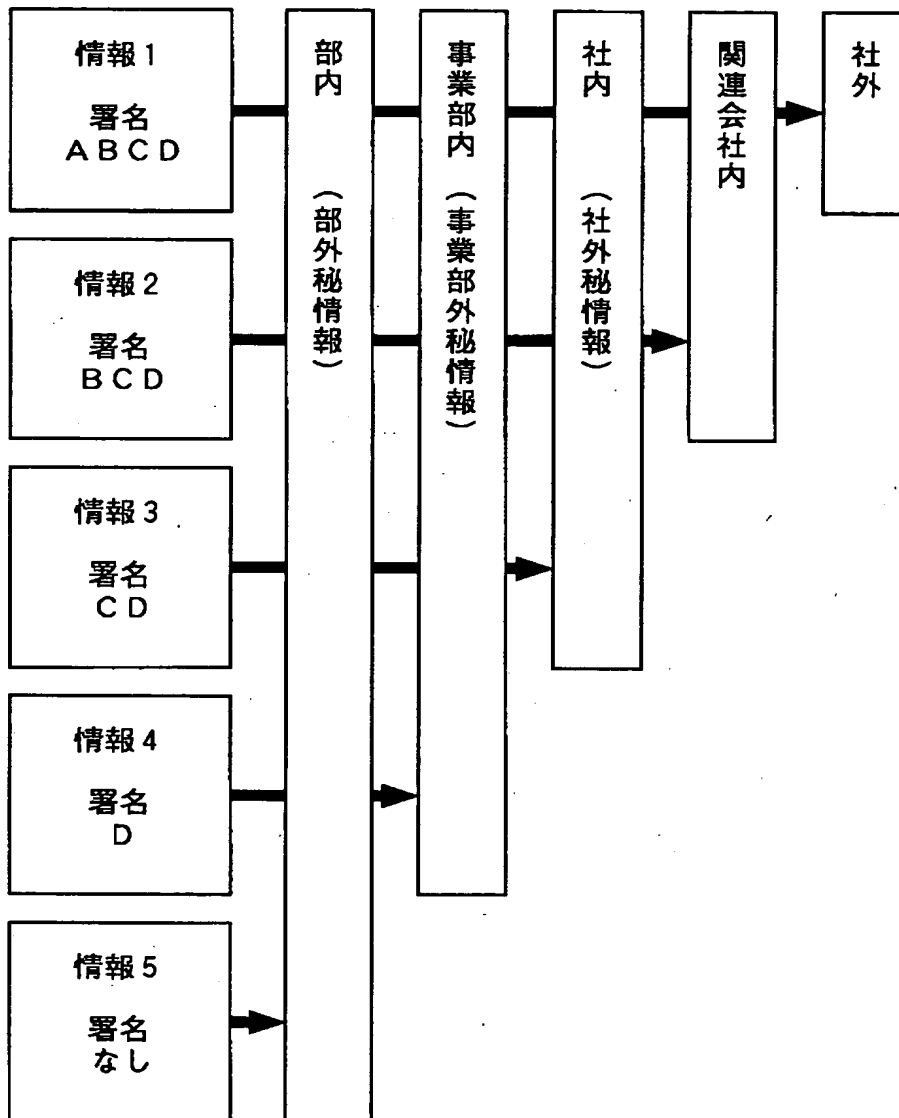 情報1
署名
ABCD
情報2
署名
BCD
情報3
署名
CD
情報4
署名
D
情報5
署名
なし
部内（部外秘情報）
事業部内（事業部外秘情報）
社内（社外秘情報）
関連会社内
社外